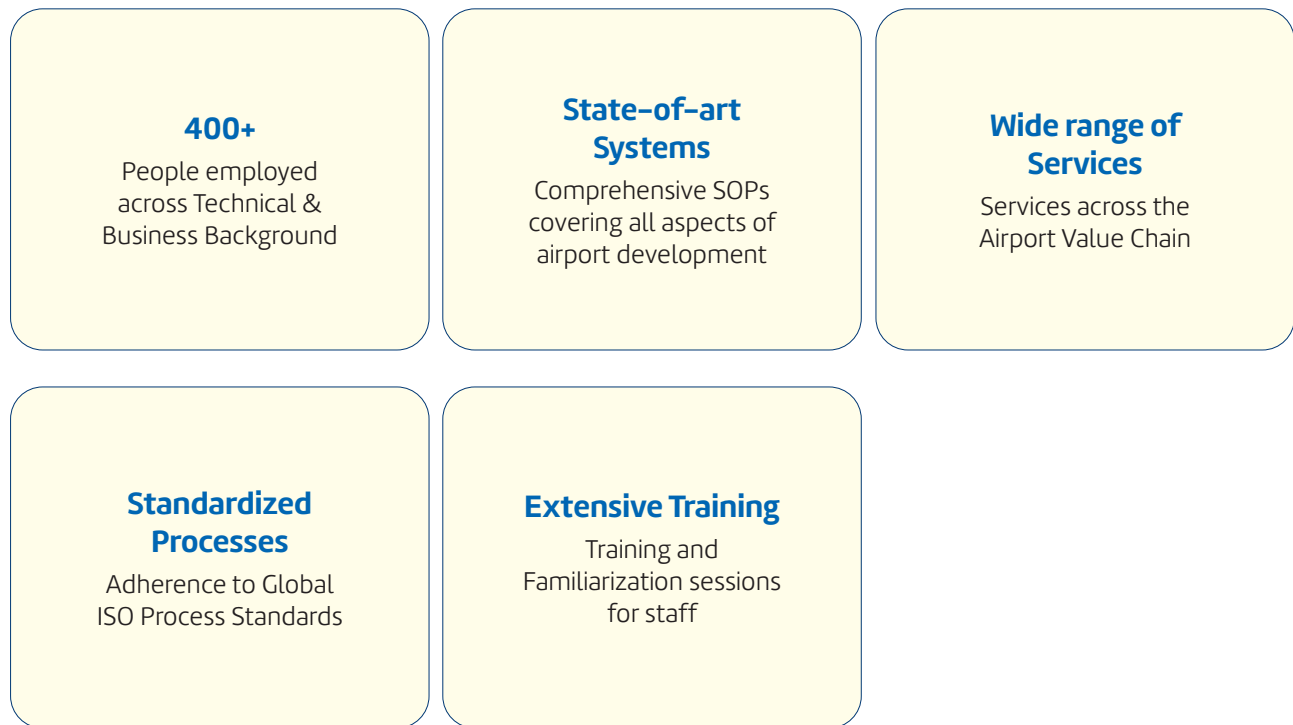 400+
People employed
across Technical &
Business Background
State-of-art
Systems
Comprehensive SOPs
covering all aspects of
airport development
Wide range of
Services
Services across the
Airport Value Chain
Standardized
Processes
Adherence to Global
ISO Process Standards
Extensive Training
Training and
Familiarization sessions
for staff